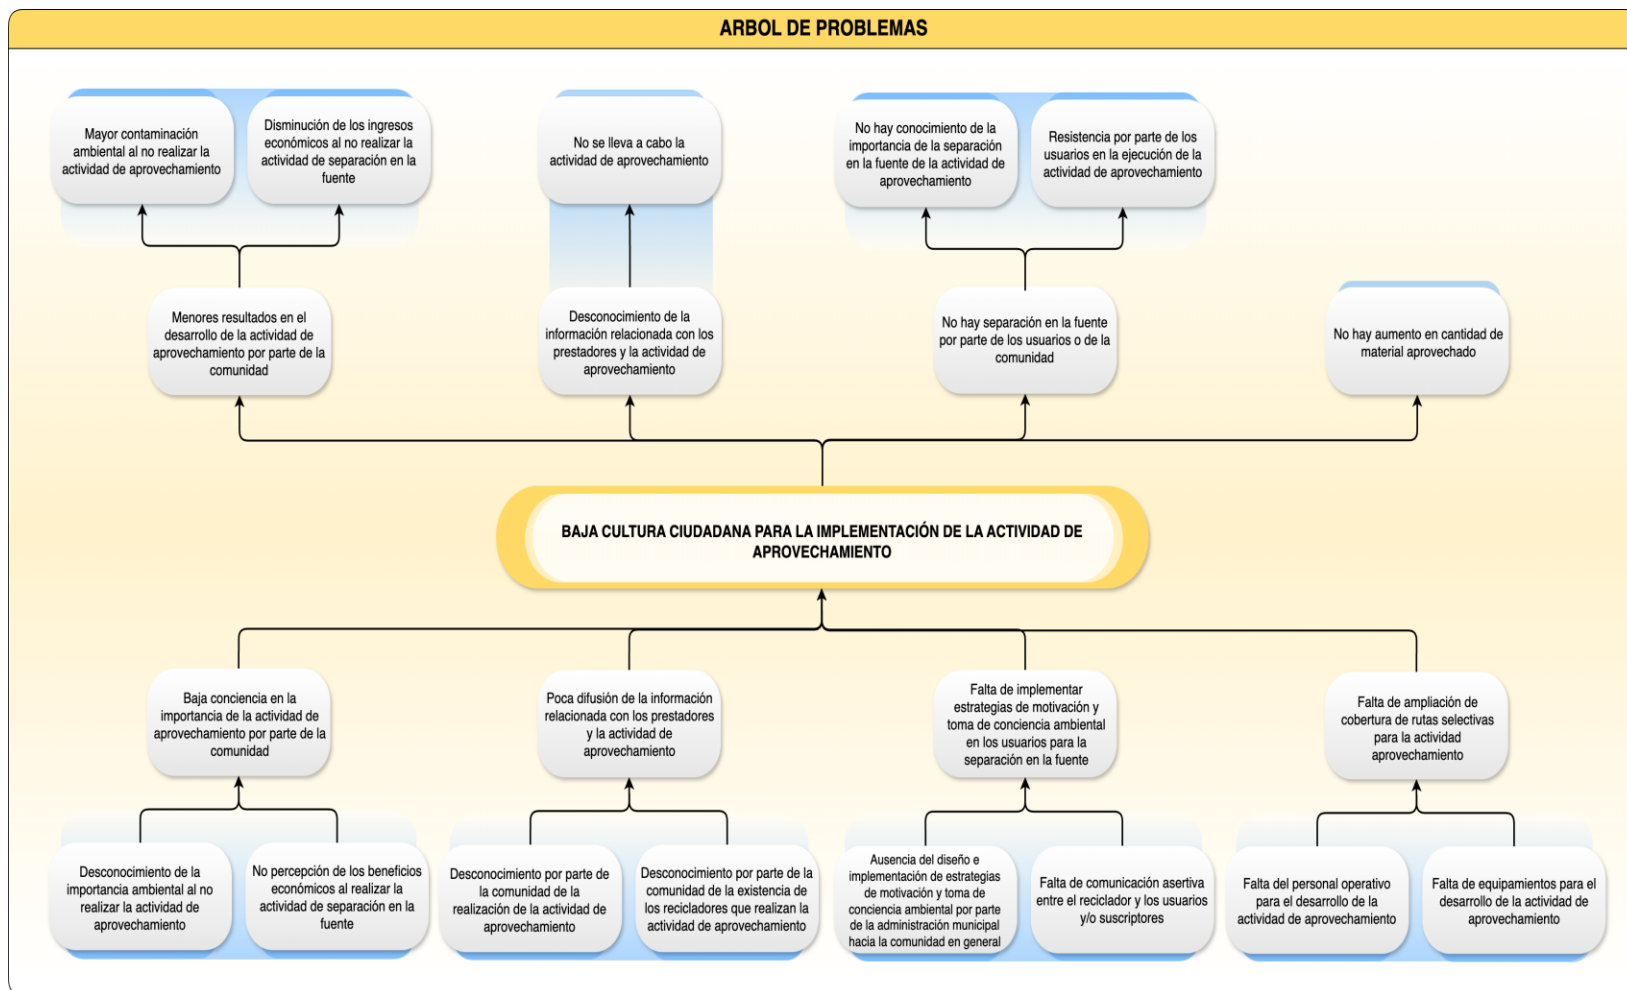 ARBOL DE PROBLEMAS
Mayor contaminación
ambiental al no realizar la
actividad de aprovechamiento
Disminución de los ingresos
económicos al no realizar la
actividad de separación en la
fuente
No se lleva a cabo la
actividad de aprovechamiento
No hay conocimiento de la
importancia de la separación
en la fuente de la actividad de
aprovechamiento
Resistencia por parte de los
usuarios en la ejecución de la
actividad de aprovechamiento
Menores resultados en el
desarrollo de la actividad de
aprovechamiento por parte de la
comunidad
Desconocimiento de la
información relacionada con los
prestadores y la actividad de
aprovechamiento
No hay separación en la fuente
por parte de los usuarios o de la
comunidad
No hay aumento en cantidad de
material aprovechado
BAJA CULTURA CIUDADANA PARA LA IMPLEMENTACIÓN DE LA ACTIVIDAD DE
APROVECHAMIENTO
Baja conciencia en la
importancia de la actividad de
aprovechamiento por parte de la
comunidad
Poca difusión de la información
relacionada con los prestadores
y la actividad de
aprovechamiento
Falta de implementar
estrategias de motivación y
toma de conciencia ambiental
en los usuarios para la
separación en la fuente
Falta de ampliación de
cobertura de rutas selectivas
para la actividad
aprovechamiento
Desconocimiento de la
importancia ambiental al no
realizar la actividad de
aprovechamiento
No percepción de los beneficios
económicos al realizar la
actividad de separación en la
fuente
Desconocimiento por parte de
la comunidad de la
realización de la actividad de
aprovechamiento
Desconocimiento por parte de la
comunidad de la existencia de
los recicladores que realizan la
actividad de aprovechamiento
Ausencia del diseño e
implementación de estrategias
de motivación y toma de
conciencia ambiental por parte
de la administración municipal
hacia la comunidad en general
Falta de comunicación asertiva
entre el reciclador y los usuarios
y/o suscriptores
Falta del personal operativo
para el desarrollo de la
actividad de aprovechamiento
Falta de equipamientos para el
desarrollo de la actividad de
aprovechamiento